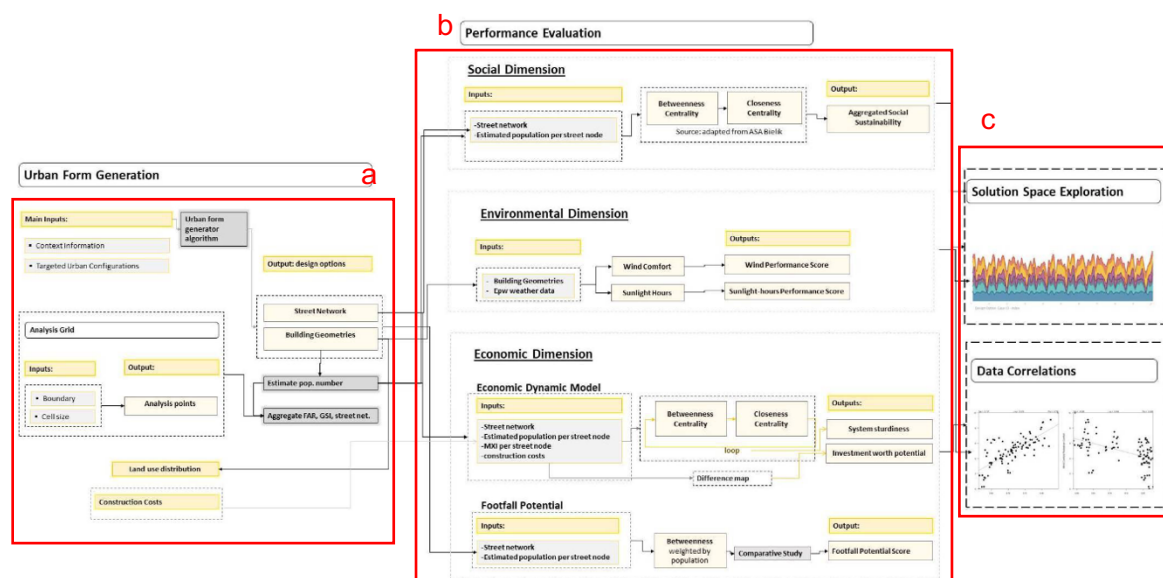 a
Urban Form Generation
Main Inputs:
• Context Information
• Targeted Urban Configurations
Urban form
generator
algorithm
Output: design options
Street Network
Building Geometries
Analysis Grid
Inputs:
• Boundary
• Cell size
Output:
Analysis points
Estimate pop. number
Aggregate FAR, GSI, street net.
Land use distribution
Construction Costs
b
Performance Evaluation
Social Dimension
Inputs:
-Street network
-Estimated population per street node
Betweenness
Centrality
Closeness
Centrality
Source: adapted from ASA Bielik
Output:
Aggregated Social
Sustainability
Environmental Dimension
Inputs:
- Building Geometries
- Epw weather data
Wind Comfort
Sunlight Hours
Outputs:
Wind Performance Score
Sunlight-hours Performance Score
Economic Dimension
Economic Dynamic Model
Inputs:
-Street network
-Estimated population per street node
-MXI per street node
-construction costs
Betweenness
Centrality
Closeness
Centrality
loop
Difference map
Outputs:
System sturdiness
Investment worth potential
Footfall Potential
Inputs:
-Street network
-Estimated population per street node
Betweenness
weighted by
population
Comparative Study
Output:
Footfall Potential Score
c
Solution Space Exploration
Data Correlations